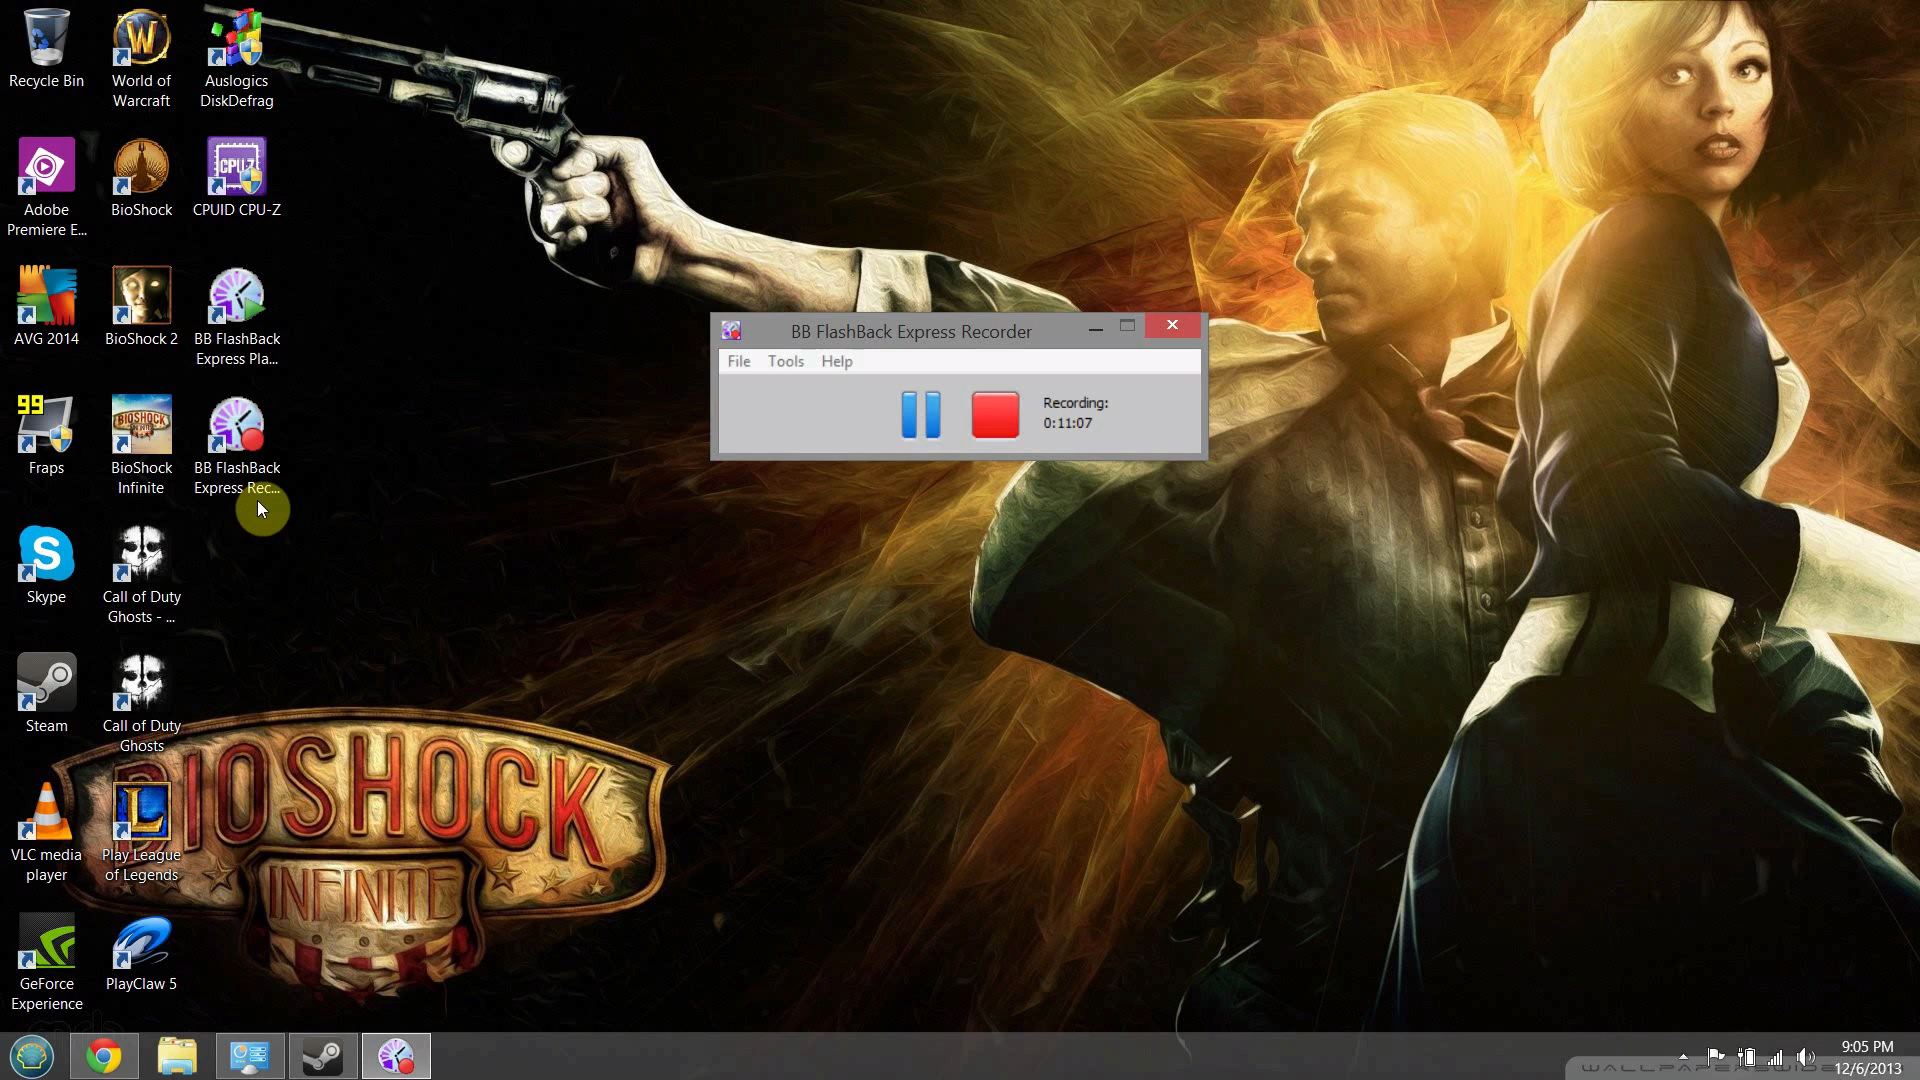 Recycle Bin
World of
Warcraft
Auslogics
DiskDefrag
Adobe
Premiere E...
BioShock
CPU-Z
CPUID CPU-Z
AVG 2014
BioShock 2
BB FlashBack
Express Pla...
99
Fraps
BIOSHOCK
BioShock
Infinite
BB FlashBack
Express Rec...
BB FlashBack Express Recorder
File Tools Help
Recording:
0:11:07
Skype
Call of Duty
Ghosts - ...
Steam
Call of Duty
Ghosts
VLC media
player
Play League
of Legends
BIOSHOCK
INFINITE
GeForce
Experience
PlayClaw 5
9:05 PM
12/6/2013